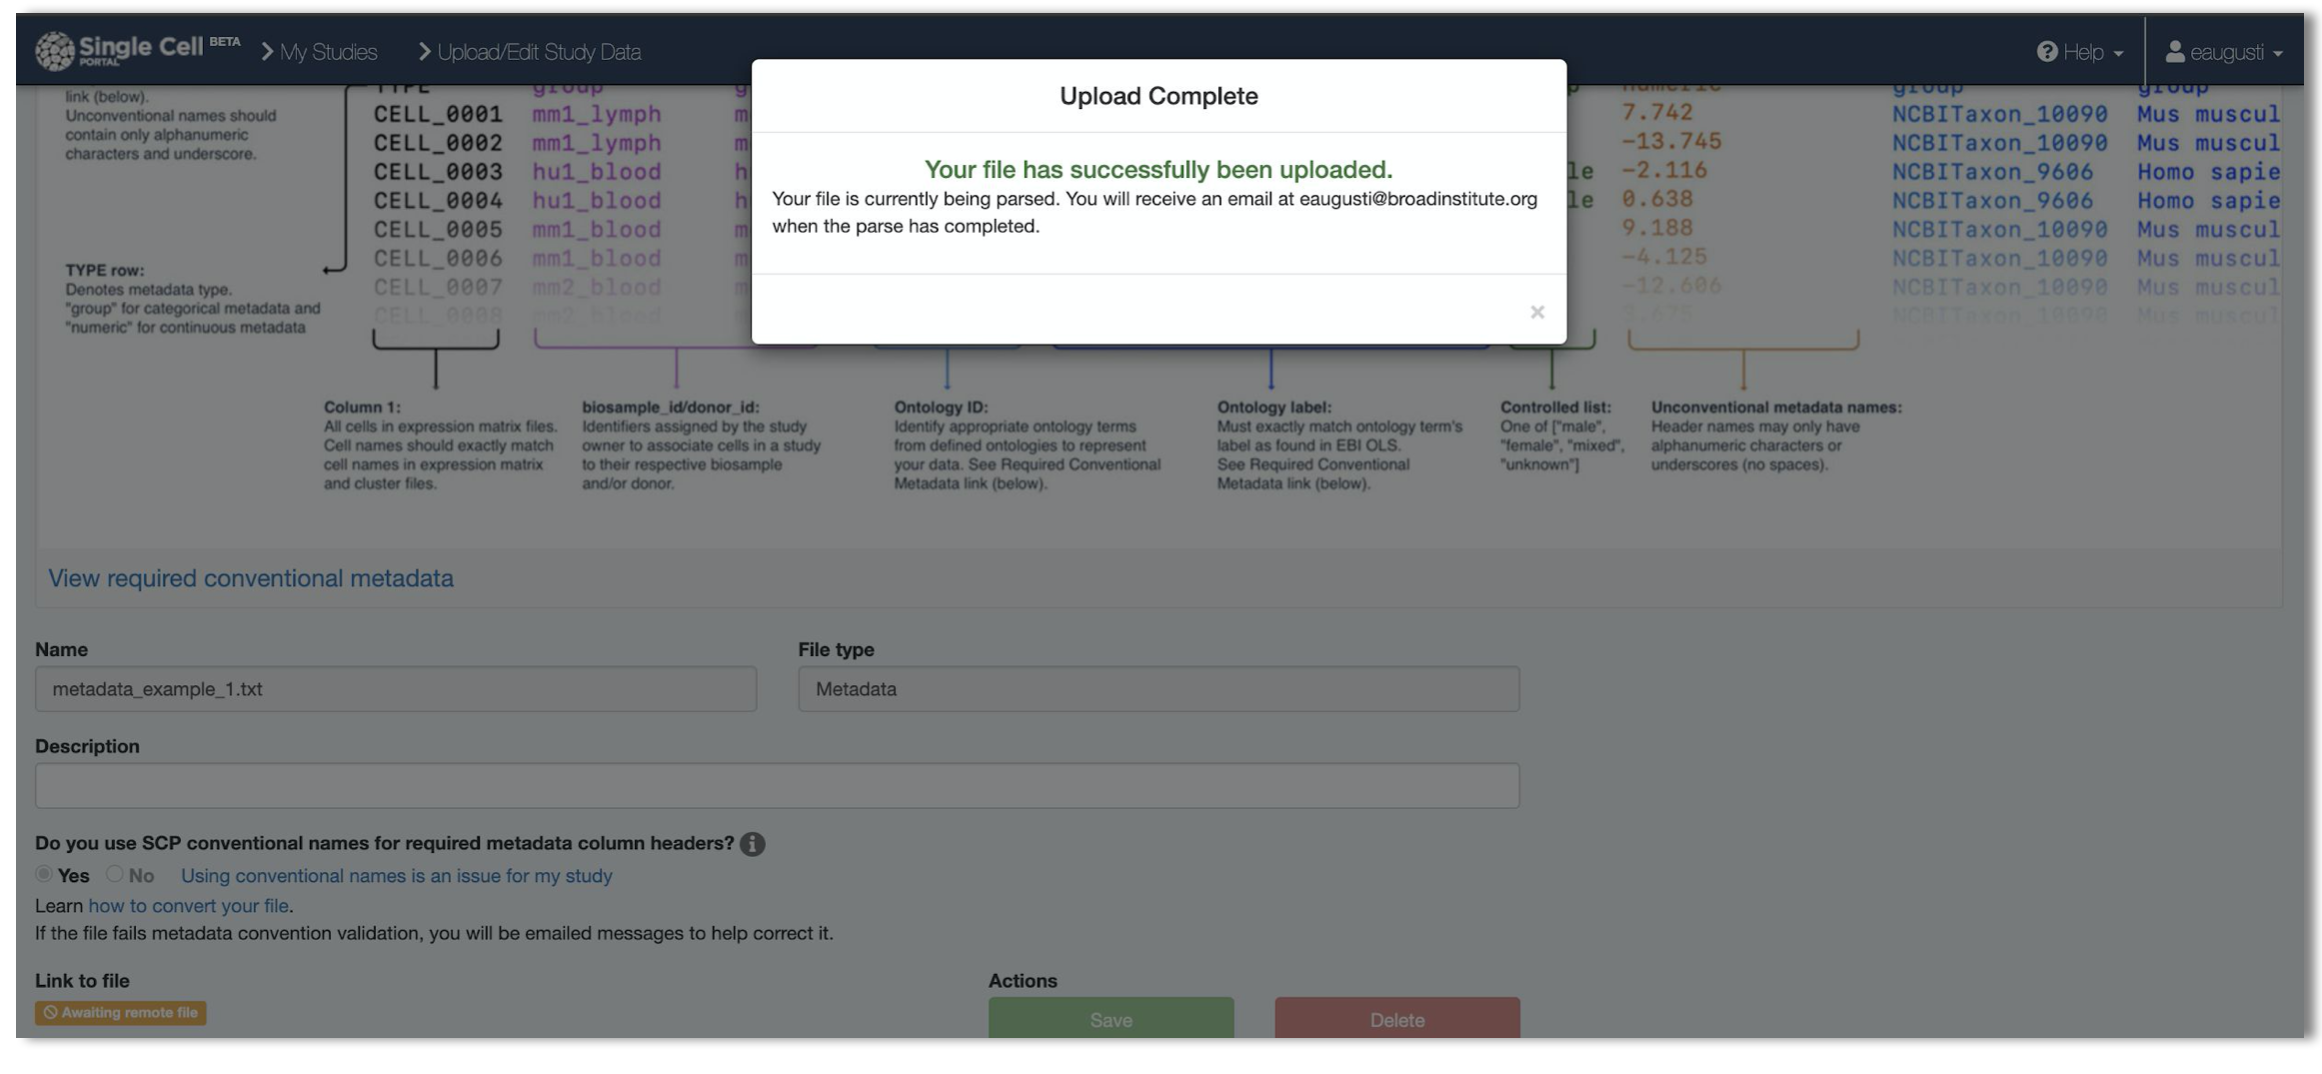 Single Cell BETA
PORTAL
My Studies
Upload/Edit Study Data
Help
eaugusti
Upload Complete
Your file has successfully been uploaded.
Your file is currently being parsed. You will receive an email at eaugusti@broadinstitute.org
when the parse has completed.
×
link (below).
Unconventional names should
contain only alphanumeric
characters and underscore.
TYPE row:
Denotes metadata type.
"group" for categorical metadata and
"numeric" for continuous metadata
TYPE group numeric group group
CELL_0001 mm1_lymph m 7.742 NCBITaxon_10090 Mus muscul
CELL_0002 mm1_lymph m -13.745 NCBITaxon_10090 Mus muscul
CELL_0003 hu1_blood h le -2.116 NCBITaxon_9606 Homo sapie
CELL_0004 hu1_blood h le 0.638 NCBITaxon_9606 Homo sapie
CELL_0005 mm1_blood m 9.188 NCBITaxon_10090 Mus muscul
CELL_0006 mm1_blood m -4.125 NCBITaxon_10090 Mus muscul
CELL_0007 mm2_blood m -12.606 NCBITaxon_10090 Mus muscul
CELL_0008 mm2_blood 3.675 NCBITaxon_10090 Mus muscul
Column 1:
All cells in expression matrix files.
Cell names should exactly match
cell names in expression matrix
and cluster files.
biosample_id/donor_id:
Identifiers assigned by the study
owner to associate cells in a study
to their respective biosample
and/or donor.
Ontology ID:
Identify appropriate ontology terms
from defined ontologies to represent
your data. See Required Conventional
Metadata link (below).
Ontology label:
Must exactly match ontology term's
label as found in EBI OLS.
See Required Conventional
Metadata link (below).
Controlled list:
One of ["male",
"female", "mixed",
"unknown"]
Unconventional metadata names:
Header names may only have
alphanumeric characters or
underscores (no spaces).
View required conventional metadata
Name
metadata_example_1.txt
File type
Metadata
Description
Do you use SCP conventional names for required metadata column headers?
Yes No Using conventional names is an issue for my study
Learn how to convert your file.
If the file fails metadata convention validation, you will be emailed messages to help correct it.
Link to file
Awaiting remote file
Actions
Save
Delete